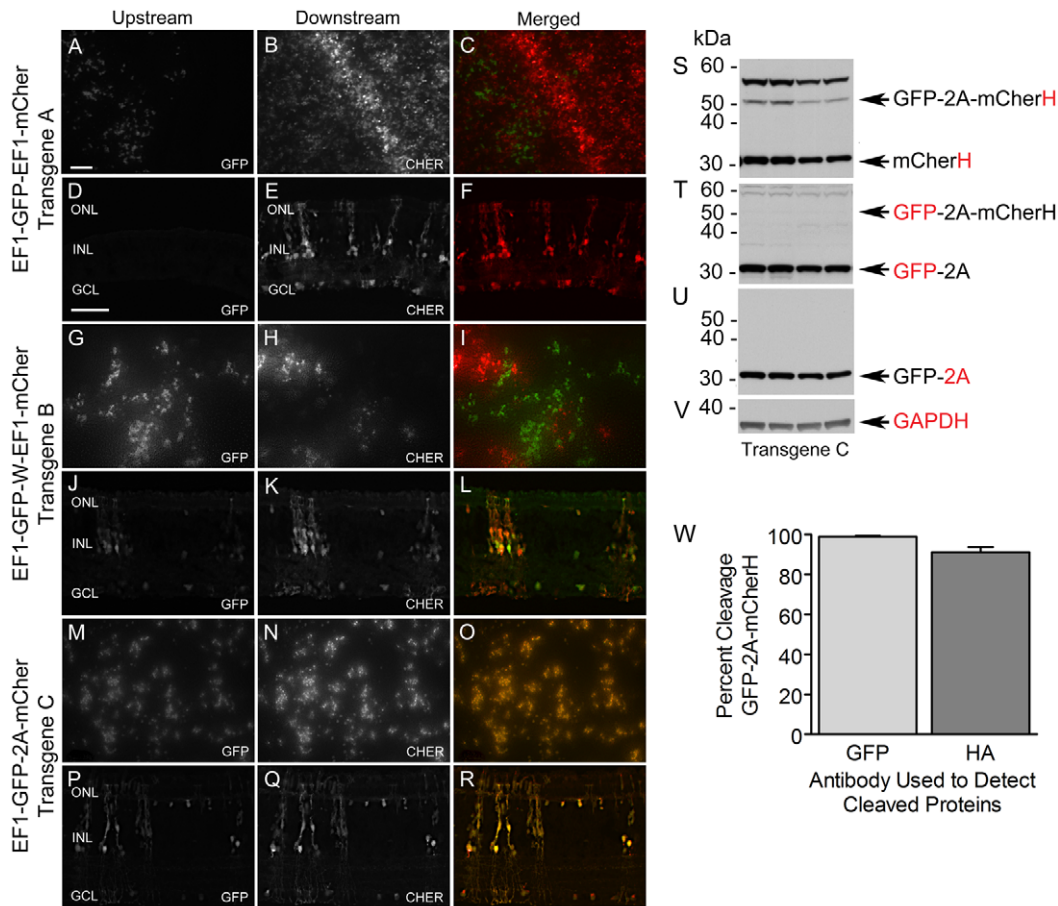 Upstream Downstream Merged
EF1-GFP-EF1-mCher
Transgene A
A GFP B CHER C
D ONL INL GCL GFP E ONL INL GCL CHER F
EF1-GFP-W-EF1-mCher
Transgene B
G GFP H CHER I
J ONL INL GCL GFP K CHER L
EF1-GFP-2A-mCher
Transgene C
M GFP N CHER O
P ONL INL GCL GFP Q CHER R
kDa
S 60
50 GFP-2A-mCherH
40
30 mCherH
T 60
50 GFP-2A-mCherH
40
30 GFP-2A
U
50
40
30 GFP-2A
V 40
GAPDH
Transgene C
W
Percent Cleavage
GFP-2A-mCherH
100
80
60
40
20
0
GFP HA
Antibody Used to Detect
Cleaved Proteins